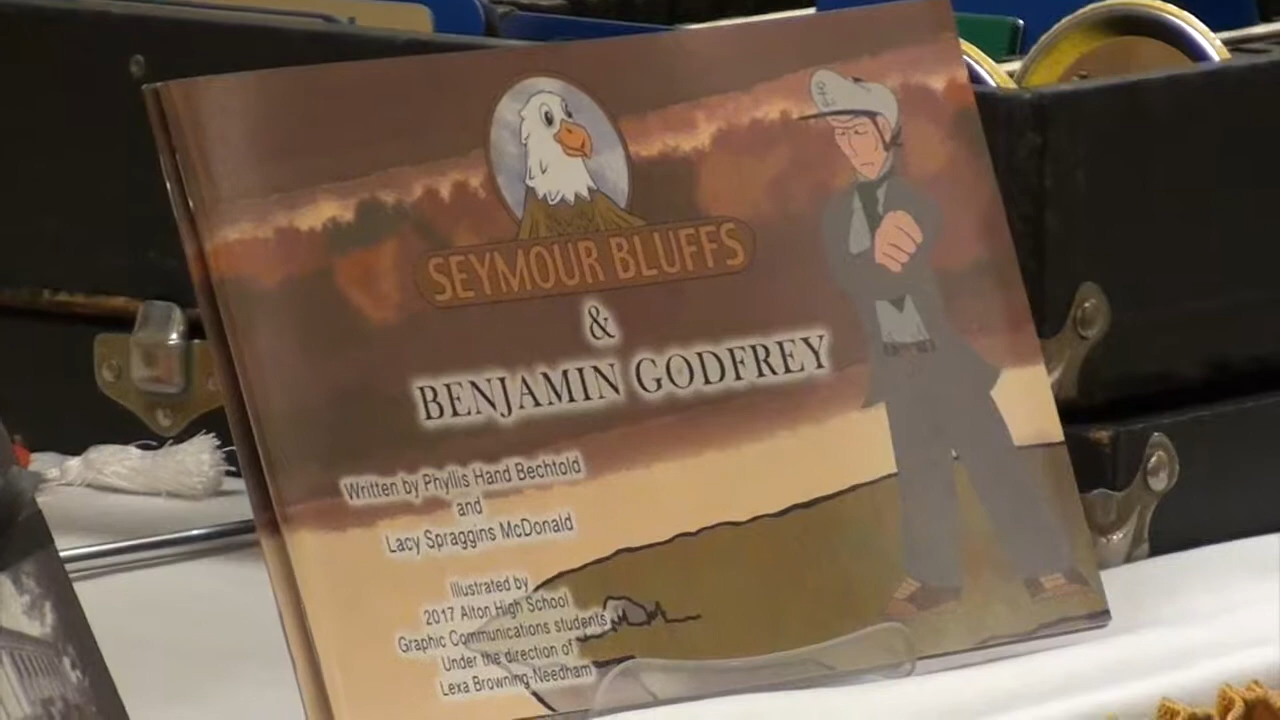 SEYMOUR BLUFFS
&
BENJAMIN GODFREY
Written by Phyllis Hand Bechtold
and
Lacy Spraggins McDonald
Illustrated by
2017 Alton High School
Graphic Communications students
Under the direction of
Lexa Browning-Needham